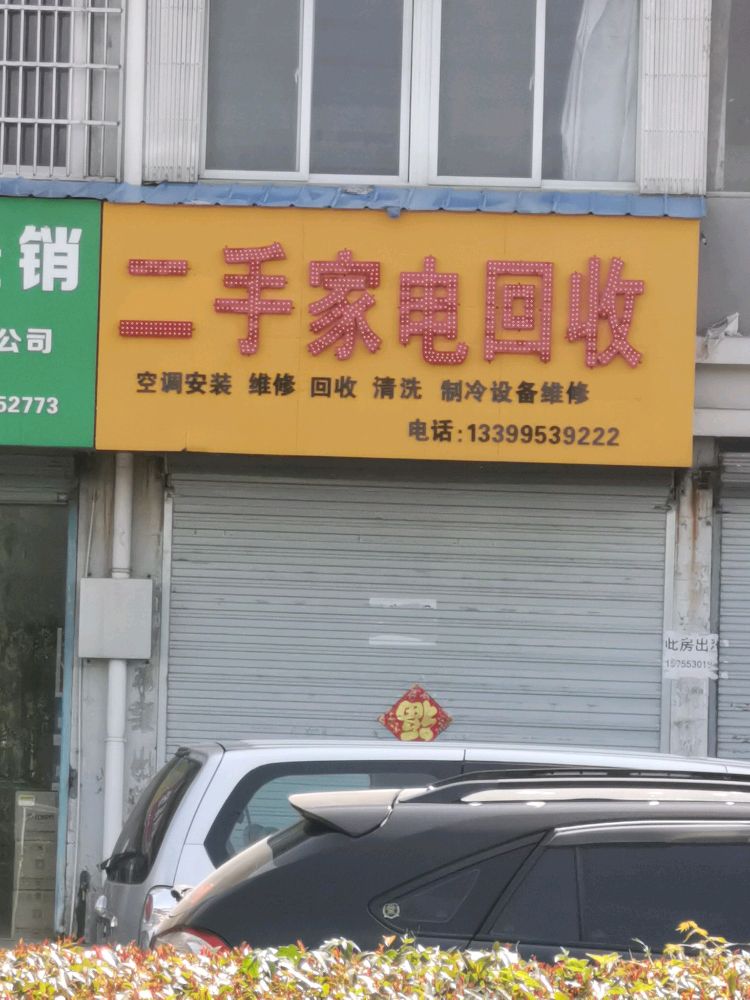 销
公司
52773
二手家电回收
空调安装 维修 回收 清洗 制冷设备维修
电话:13399539222
此房出
福